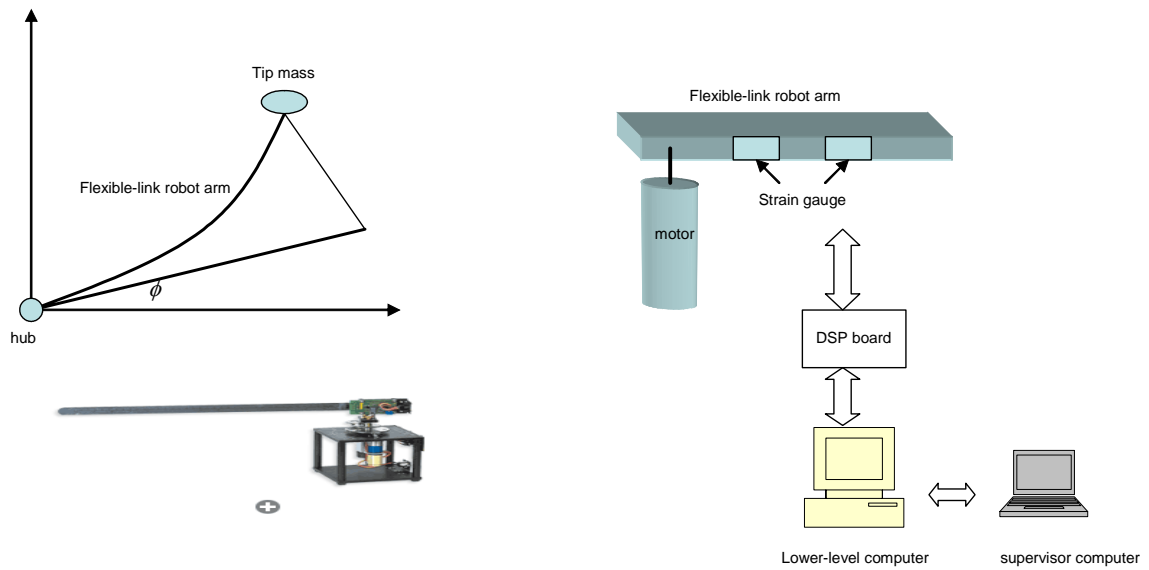 Tip mass
Flexible-link robot arm
ϕ
hub
Flexible-link robot arm
Strain gauge
motor
DSP board
Lower-level computer
supervisor computer